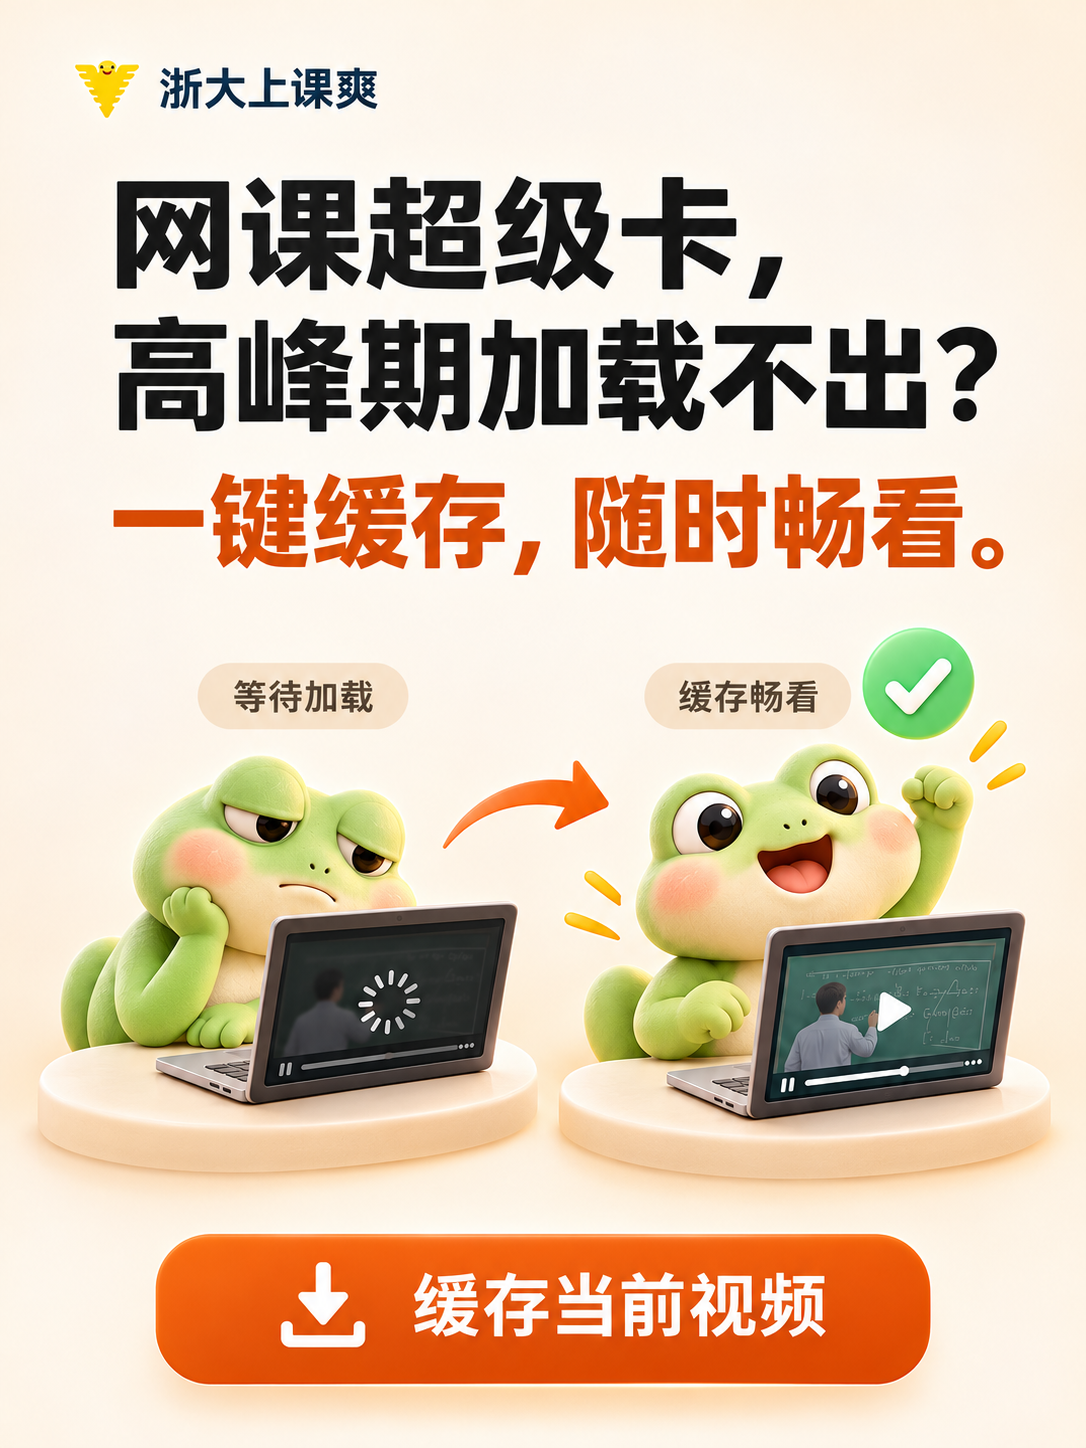 浙大上课爽
网课超级卡,
高峰期加载不出?
一键缓存,随时畅看。
等待加载
缓存畅看
缓存当前视频